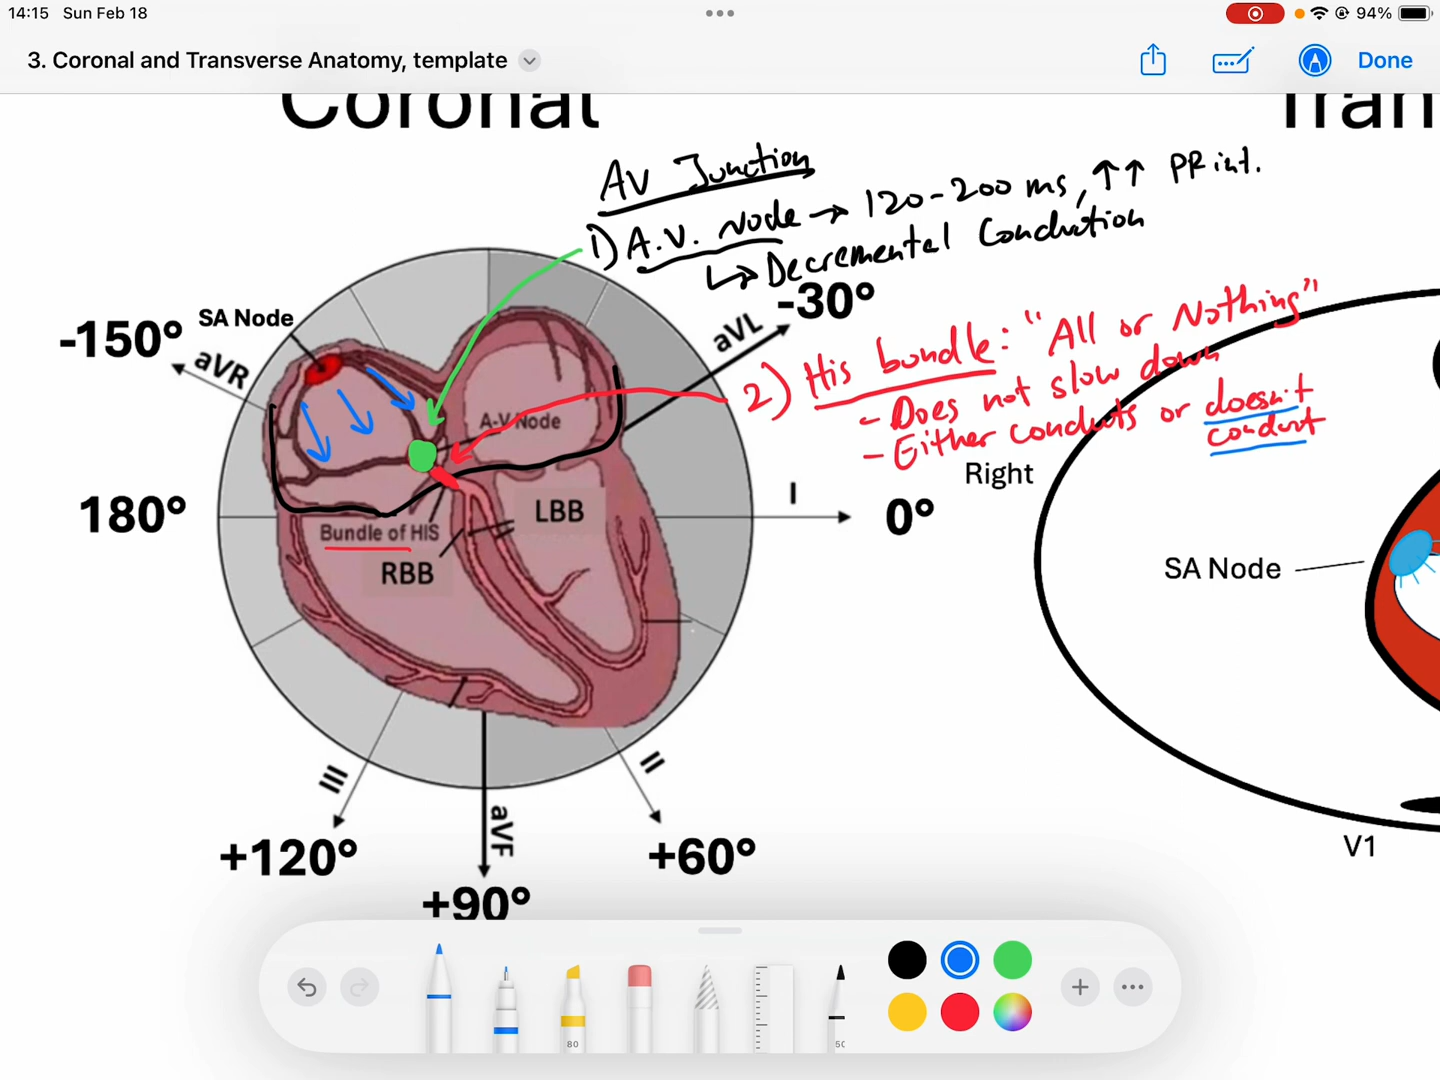 14:15 Sun Feb 18
94%
3. Coronal and Transverse Anatomy, template
Done
Coronal
Tran
AV Junction
1) A.V. Node → 120-200 ms, ↑↑ PR int.
↳ Decremental Conduction
-30°
aVL
SA Node
-150°
aVR
2) His bundle: "All or Nothing"
- Does not slow down
- Either conducts or doesn't
conduct
A-V Node
Right
180°
LBB
I
0°
Bundle of HIS
RBB
SA Node
III
aVF
II
+120°
+60°
+90°
V1
80
50